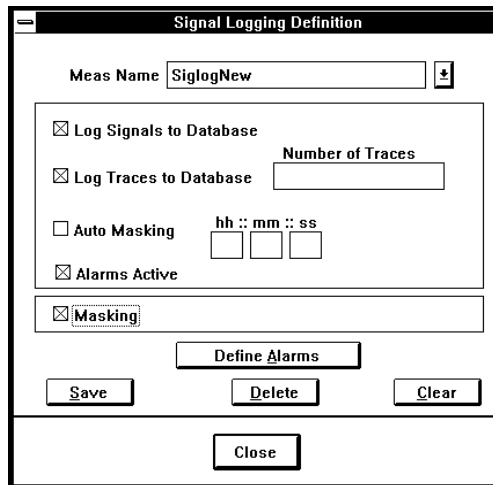 Signal Logging Definition
Meas Name SiglogNew
Log Signals to Database
Number of Traces
Log Traces to Database
hh :: mm :: ss
Auto Masking
Alarms Active
Masking
Define Alarms
Save Delete Clear
Close